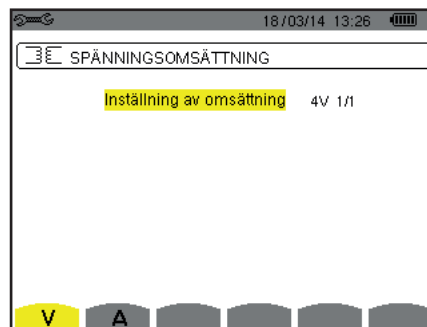 18/03/14 13:26
SPÄNNINGSOMSÄTTNING
Inställning av omsättning 4V 1/1
V A